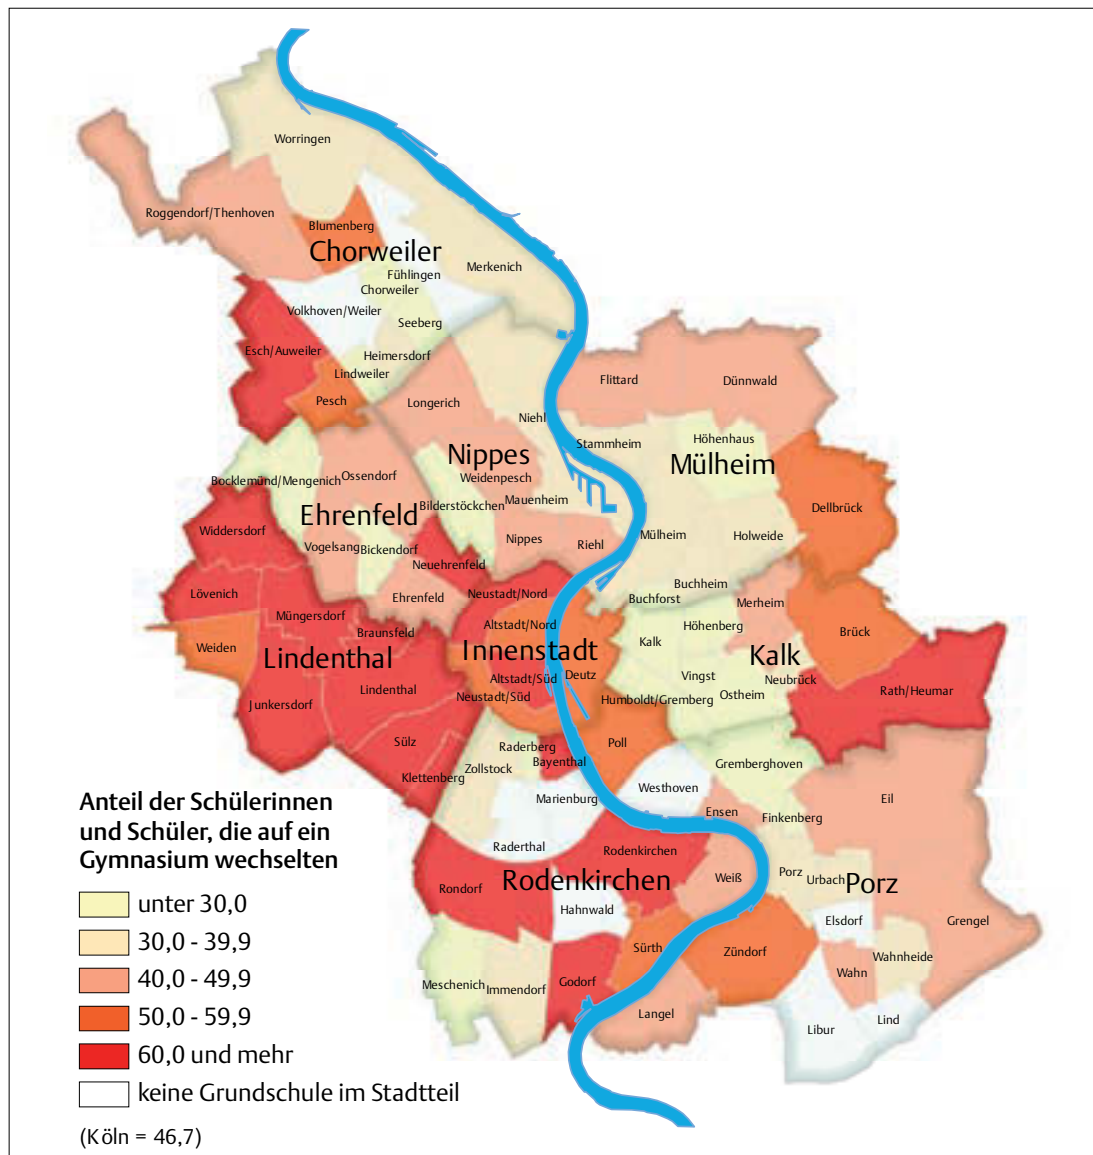 Worringen
Roggendorf/Thenhoven
Blumenberg
Chorweiler
Fühlingen
Merkenich
Chorweiler
Volkhoven/Weiler
Seeberg
Esch/Auweiler
Heimersdorf
Lindweiler
Pesch
Longerich
Niehl
Flittard
Dünnwald
Stammheim
Höhenhaus
Nippes
Mülheim
Weidenpesch
Ossendorf
Bocklemünd/Mengenich
Bilderstöckchen
Mauenheim
Ehrenfeld
Dellbrück
Widdersdorf
Vogelsang
Bickendorf
Nippes
Riehl
Mülheim
Holweide
Neuehrenfeld
Buchheim
Lövenich
Ehrenfeld
Neustadt/Nord
Buchforst
Merheim
Müngersdorf
Altstadt/Nord
Höhenberg
Braunsfeld
Kalk
Brück
Weiden
Lindenthal
Innenstadt
Kalk
Altstadt/Süd
Deutz
Vingst
Neubrück
Lindenthal
Neustadt/Süd
Humboldt/Gremberg
Ostheim
Rath/Heumar
Junkersdorf
Sülz
Raderberg
Poll
Bayenthal
Zollstock
Klettenberg
Gremberghoven
Westhoven
Marienburg
Eil
Ensen
Finkenberg
Raderthal
Rodenkirchen
Rondorf
Rodenkirchen
Weiß
Porz
Urbach
Porz
Hahnwald
Elsdorf
Grengel
Sürth
Zündorf
Wahnheide
Wahn
Meschenich
Immendorf
Godorf
Langel
Libur
Lind
Anteil der Schülerinnen
und Schüler, die auf ein
Gymnasium wechselten
unter 30,0
30,0 - 39,9
40,0 - 49,9
50,0 - 59,9
60,0 und mehr
keine Grundschule im Stadtteil
(Köln = 46,7)